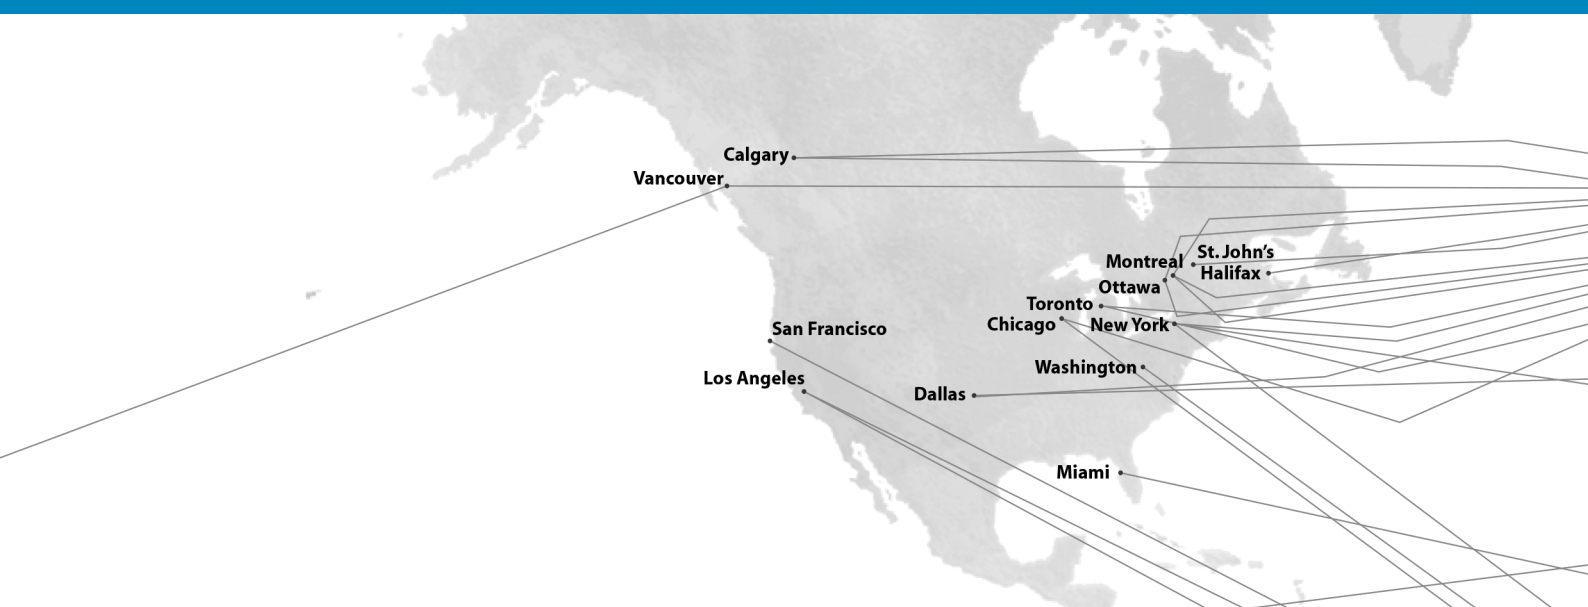 Calgary
Vancouver
St. John's
Montreal
Halifax
Ottawa
Toronto
Chicago
New York
San Francisco
Washington
Los Angeles
Dallas
Miami